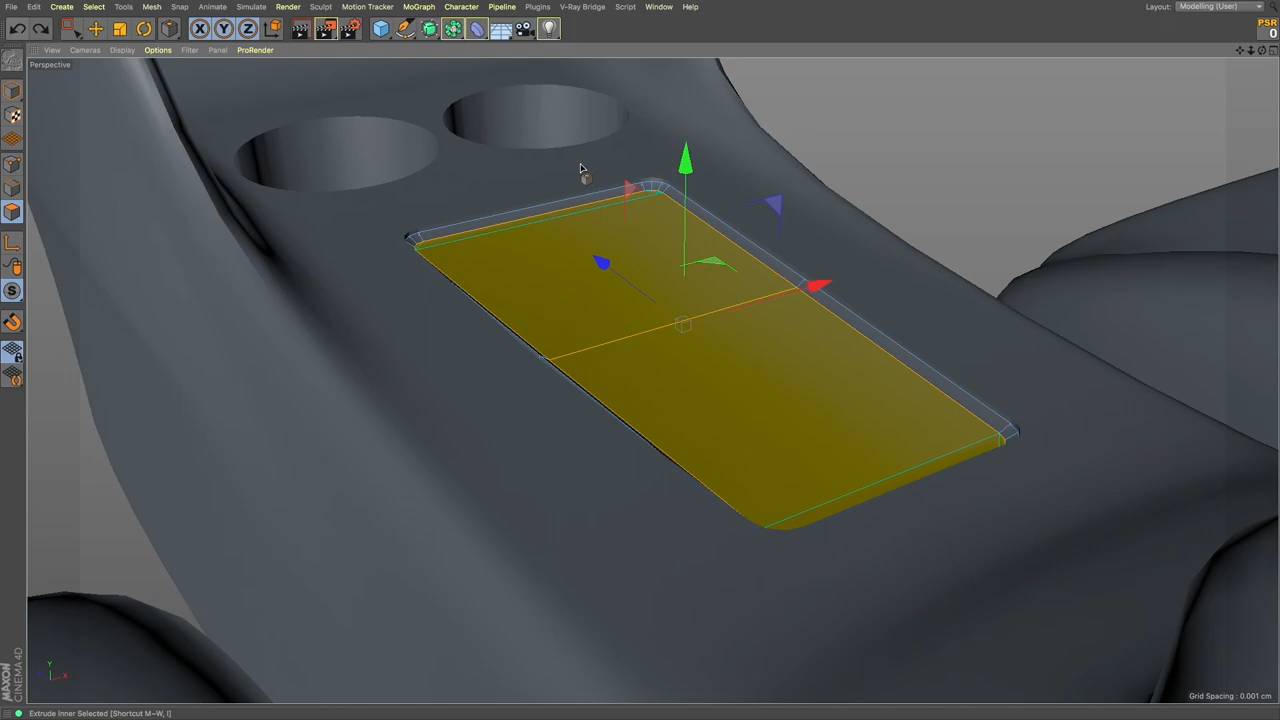 File Edit Create Select Tools Mesh Snap Animate Simulate Render Sculpt Motion Tracker MoGraph Character Pipeline Plugins V-Ray Bridge Script Window Help Layout: Modelling (User)
X Y Z PSR
0
View Cameras Display Options Filter Panel ProRender
Perspective
S
Y
X
MAXON
CINEMA 4D
Grid Spacing : 0.001 cm
Extrude Inner Selected [Shortcut M~W, I]